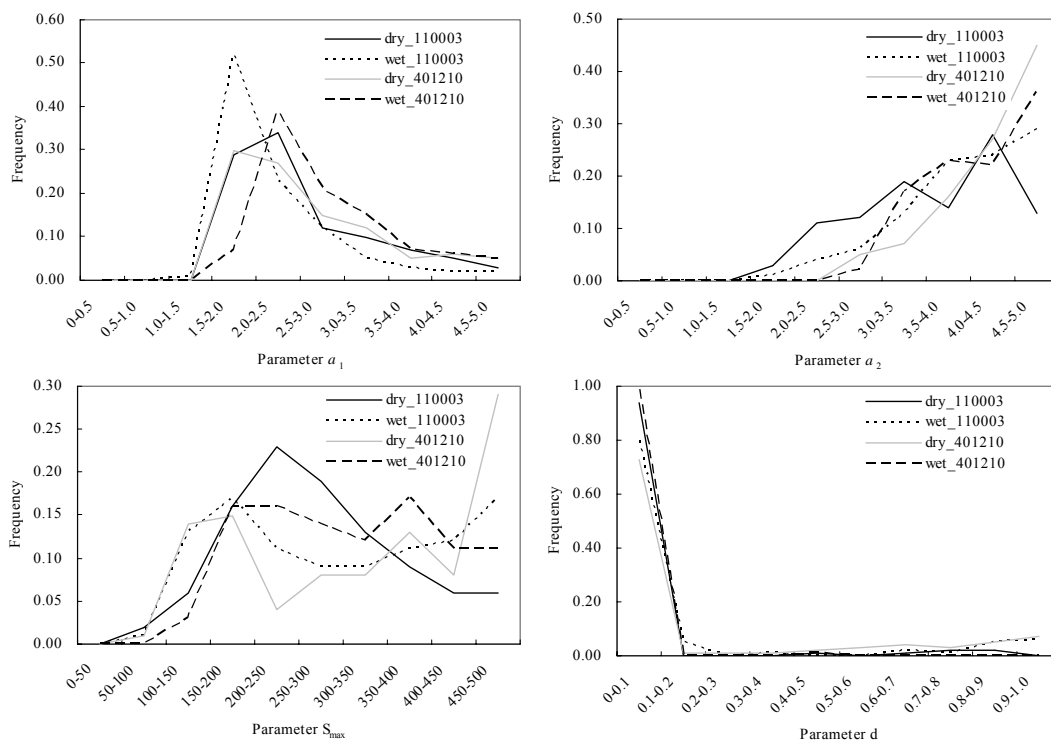 0.60
0.50
0.40
0.30
0.20
0.10
0.00
Frequency
dry_110003
wet_110003
dry_401210
wet_401210
0-0.5
0.5-1.0
1.0-1.5
1.5-2.0
2.0-2.5
2.5-3.0
3.0-3.5
3.5-4.0
4.0-4.5
4.5-5.0
Parameter a1
0.50
0.40
0.30
0.20
0.10
0.00
Frequency
dry_110003
wet_110003
dry_401210
wet_401210
0-0.5
0.5-1.0
1.0-1.5
1.5-2.0
2.0-2.5
2.5-3.0
3.0-3.5
3.5-4.0
4.0-4.5
4.5-5.0
Parameter a2
0.30
0.25
0.20
0.15
0.10
0.05
0.00
Frequency
dry_110003
wet_110003
dry_401210
wet_401210
0-50
50-100
100-150
150-200
200-250
250-300
300-350
350-400
400-450
450-500
Parameter Smax
1.00
0.80
0.60
0.40
0.20
0.00
Frequency
dry_110003
wet_110003
dry_401210
wet_401210
0-0.1
0.1-0.2
0.2-0.3
0.3-0.4
0.4-0.5
0.5-0.6
0.6-0.7
0.7-0.8
0.8-0.9
0.9-1.0
Parameter d